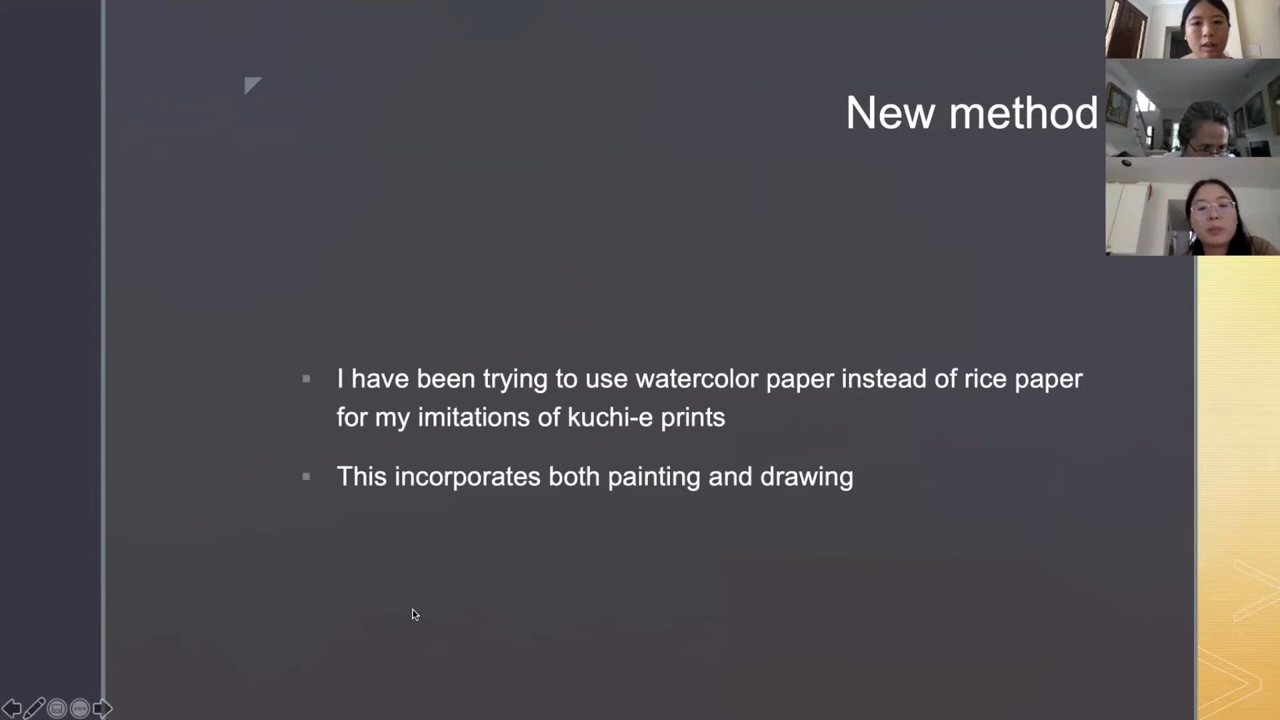 New method
I have been trying to use watercolor paper instead of rice paper
for my imitations of kuchi-e prints
This incorporates both painting and drawing